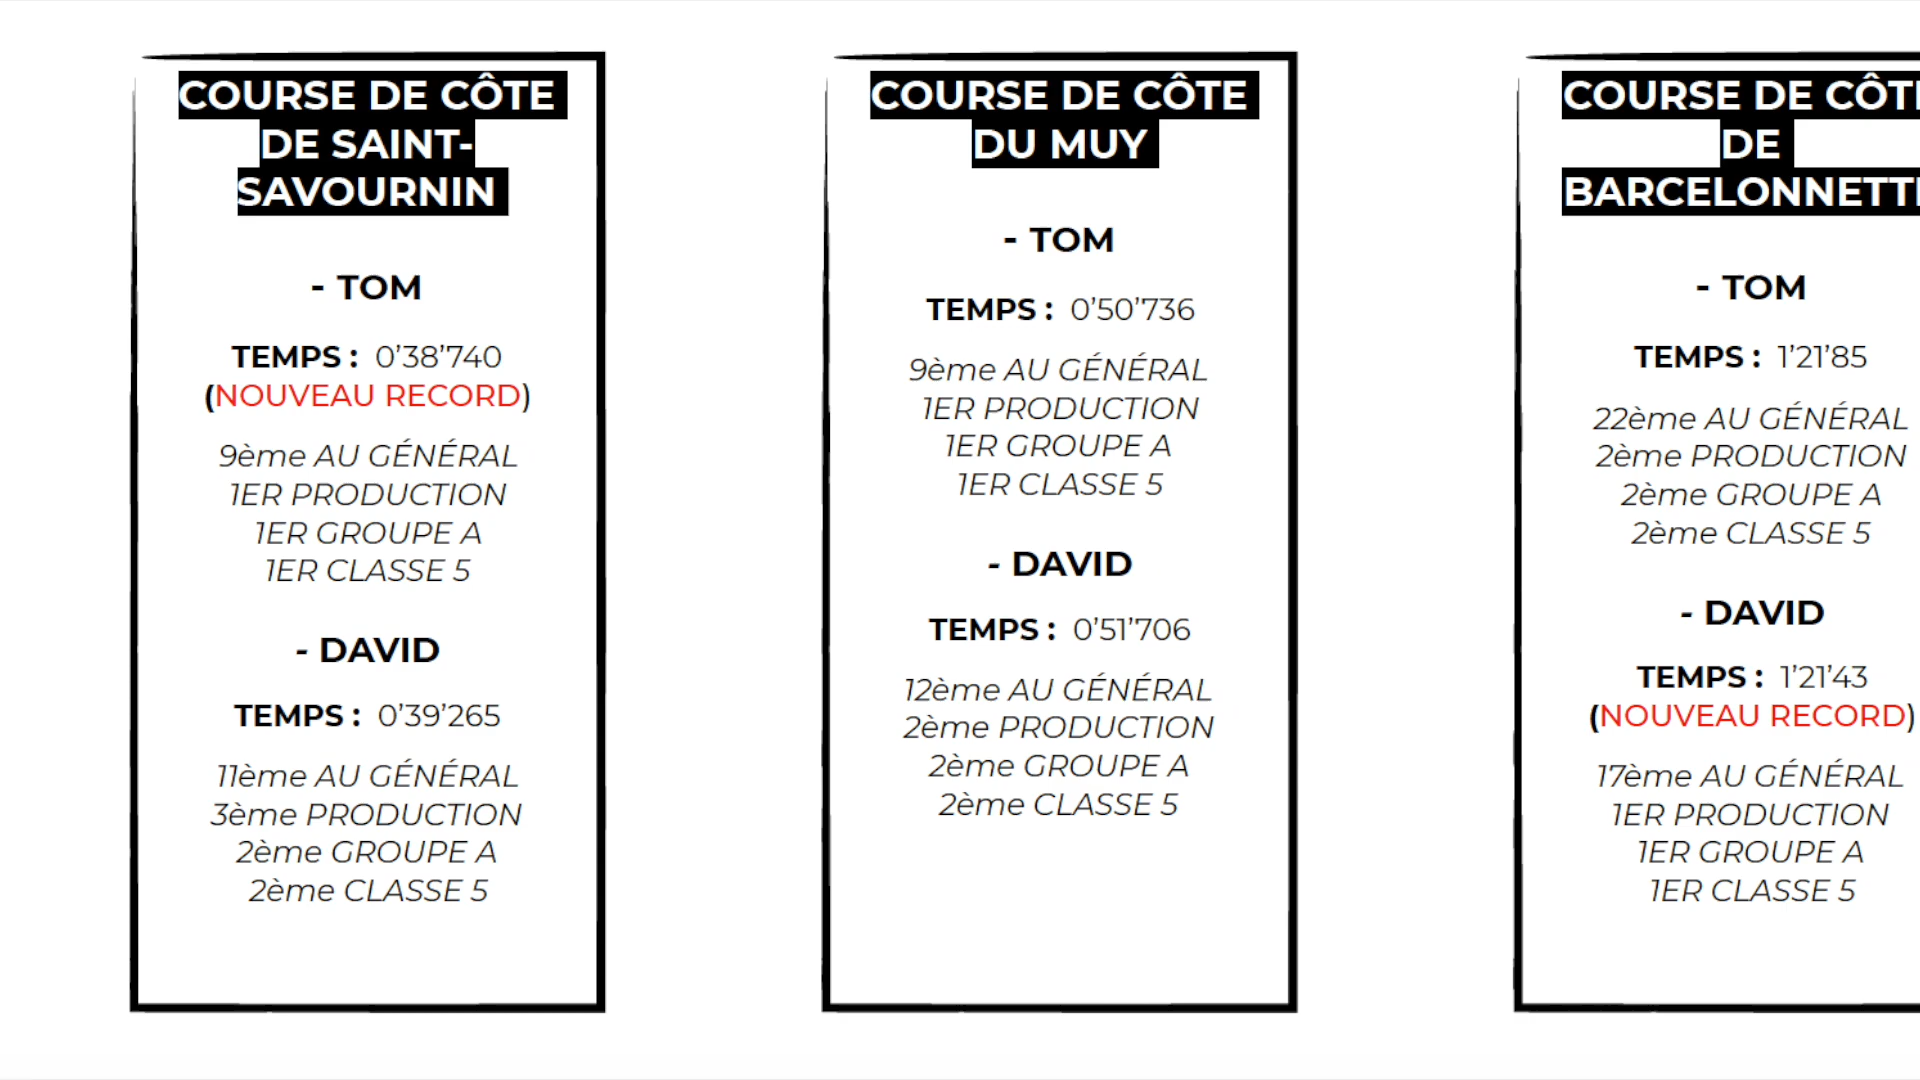 COURSE DE CÔTE
DE SAINT-
SAVOURNIN
- TOM
TEMPS : 0’38’740
(NOUVEAU RECORD)
9ème AU GÉNÉRAL
1ER PRODUCTION
1ER GROUPE A
1ER CLASSE 5
- DAVID
TEMPS : 0’39’265
11ème AU GÉNÉRAL
3ème PRODUCTION
2ème GROUPE A
2ème CLASSE 5
COURSE DE CÔTE
DU MUY
- TOM
TEMPS : 0’50’736
9ème AU GÉNÉRAL
1ER PRODUCTION
1ER GROUPE A
1ER CLASSE 5
- DAVID
TEMPS : 0’51’706
12ème AU GÉNÉRAL
2ème PRODUCTION
2ème GROUPE A
2ème CLASSE 5
COURSE DE CÔTE
DE
BARCELONNETTE
- TOM
TEMPS : 1’21’85
22ème AU GÉNÉRAL
2ème PRODUCTION
2ème GROUPE A
2ème CLASSE 5
- DAVID
TEMPS : 1’21’43
(NOUVEAU RECORD)
17ème AU GÉNÉRAL
1ER PRODUCTION
1ER GROUPE A
1ER CLASSE 5